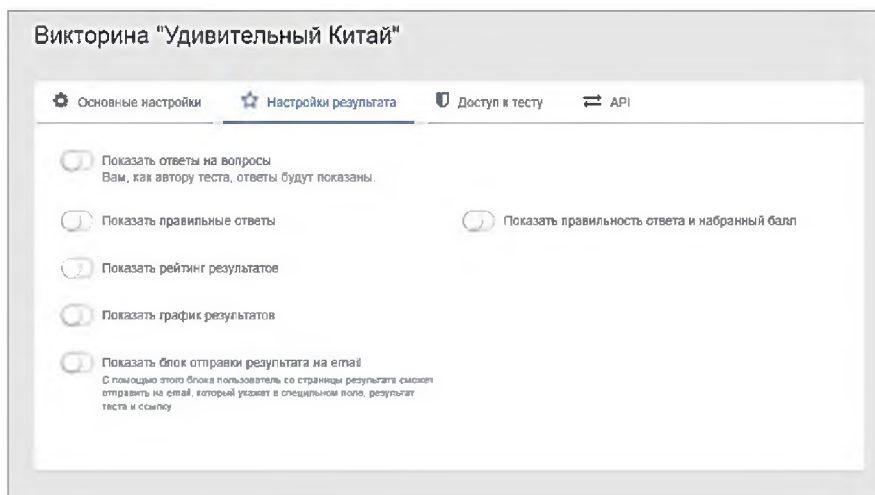 Викторина "Удивительный Китай"
Основные настройки Настройки результата Доступ к тесту API
Показать ответы на вопросы
Вам, как автору теста, ответы будут показаны.
Показать правильные ответы Показать правильность ответа и набранный балл
Показать рейтинг результатов
Показать график результатов
Показать блок отправки результата на email
С помощью этого блока пользователь со страницы результата сможет
отправить на email, который укажет в специльном поле, результат
теста и ссылку